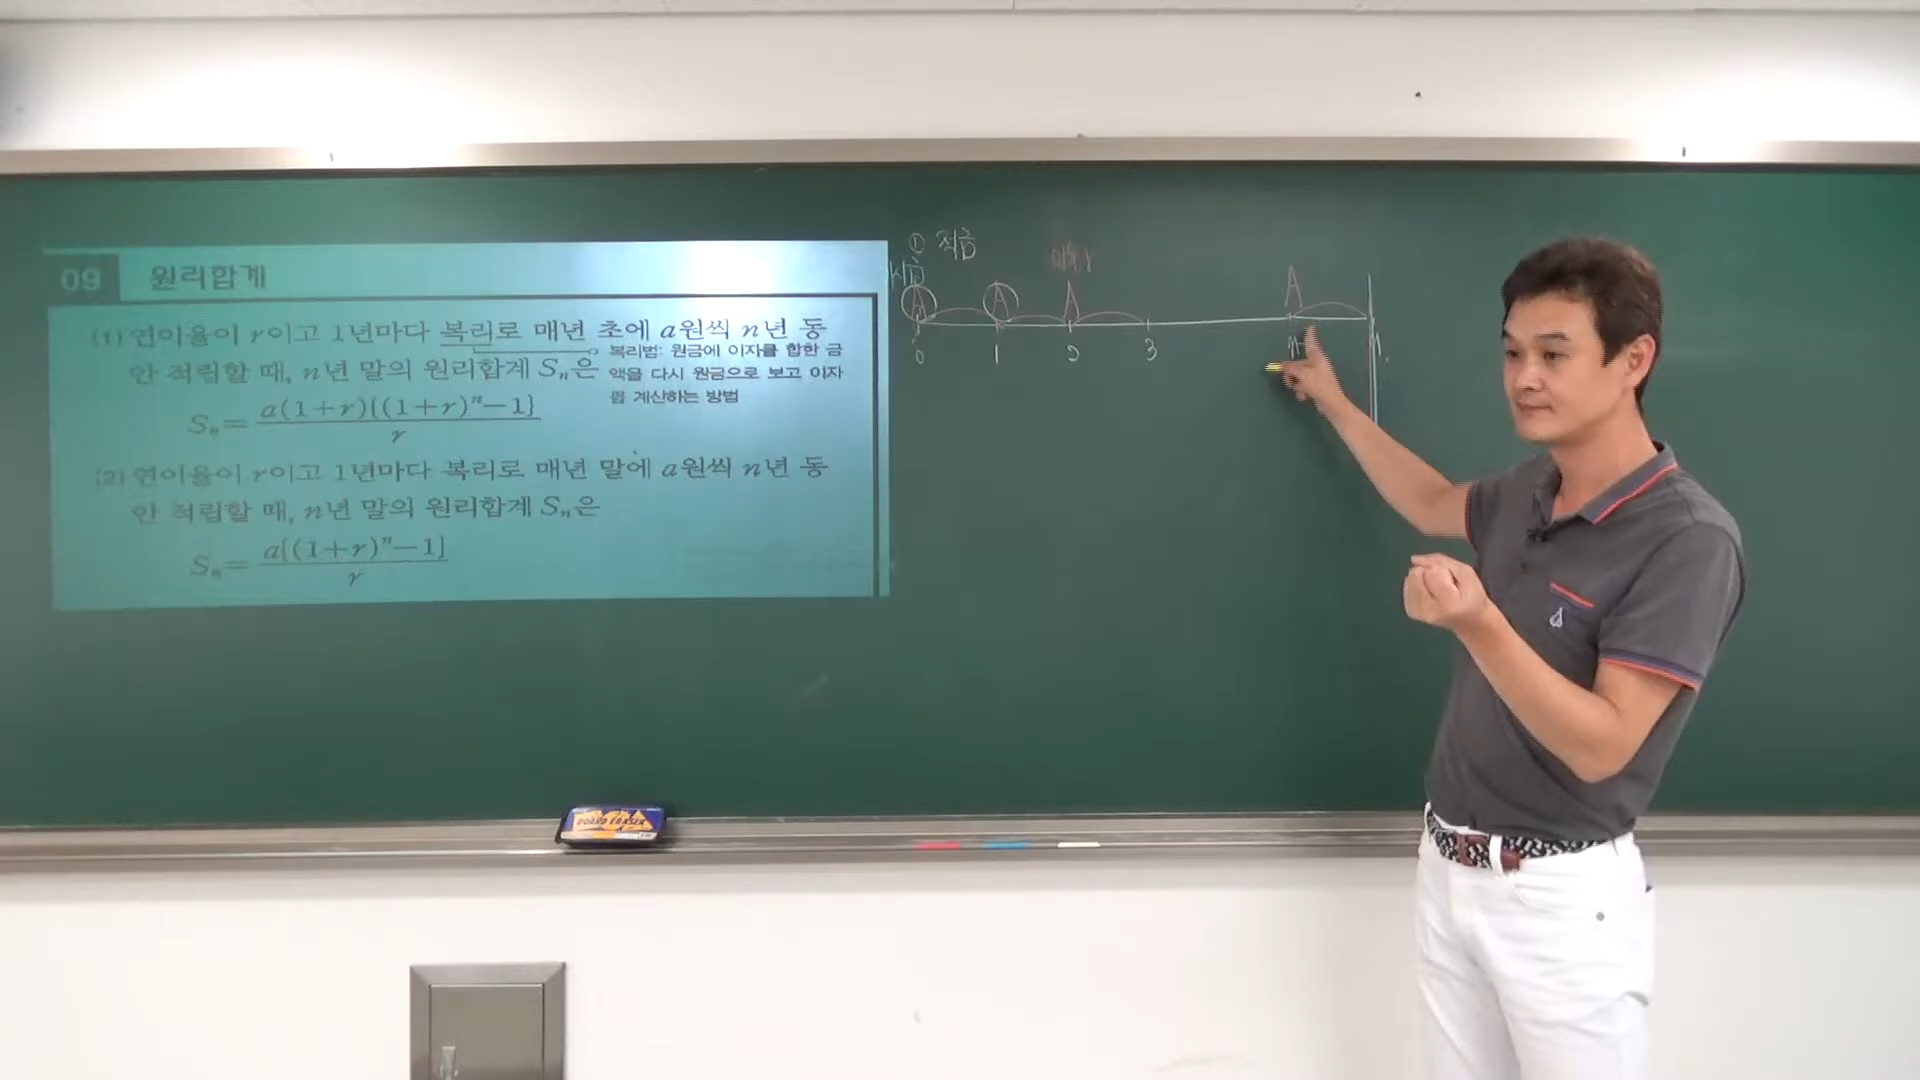 09 원리합계
(1) 연이율이 r이고 1년마다 복리로 매년 초에 a원씩 n년 동
안 적립할 때, n년 말의 원리합계 Sₙ은
복리법: 원금에 이자를 합한 금
액을 다시 원금으로 보고 이자
를 계산하는 방법
Sₙ= a(1+r){(1+r)ⁿ−1} / r
(2) 연이율이 r이고 1년마다 복리로 매년 말에 a원씩 n년 동
안 적립할 때, n년 말의 원리합계 Sₙ은
Sₙ= a{(1+r)ⁿ−1} / r
① 적금
A A A A
0 1 2 3 n
BOARD ERASER